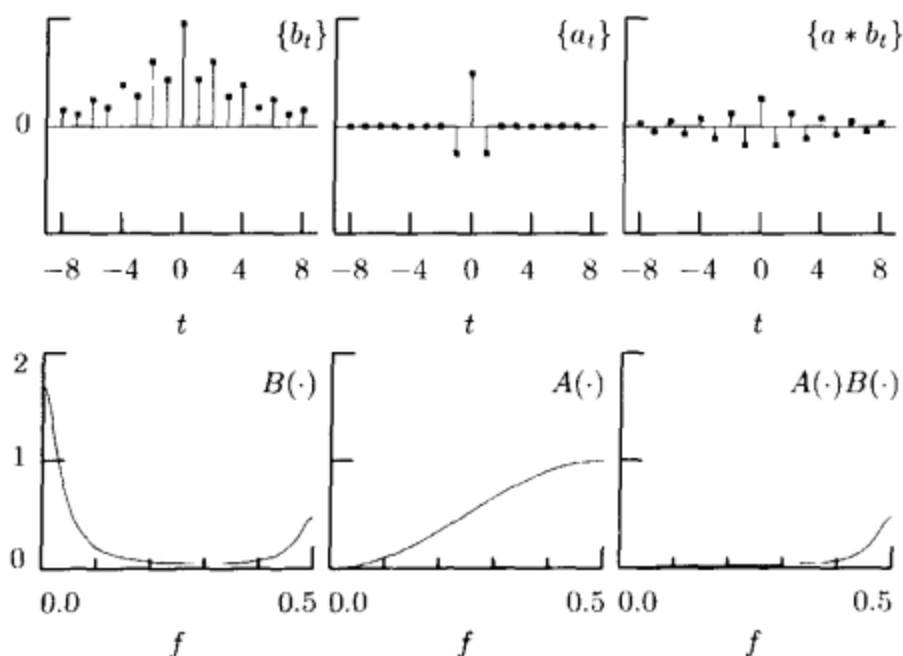 {b_t} {a_t} {a * b_t}
0
−8 −4 0 4 8 −8 −4 0 4 8 −8 −4 0 4 8
t t t
2
B(·) A(·) A(·)B(·)
1
0
0.0 0.5 0.0 0.5 0.0 0.5
f f f